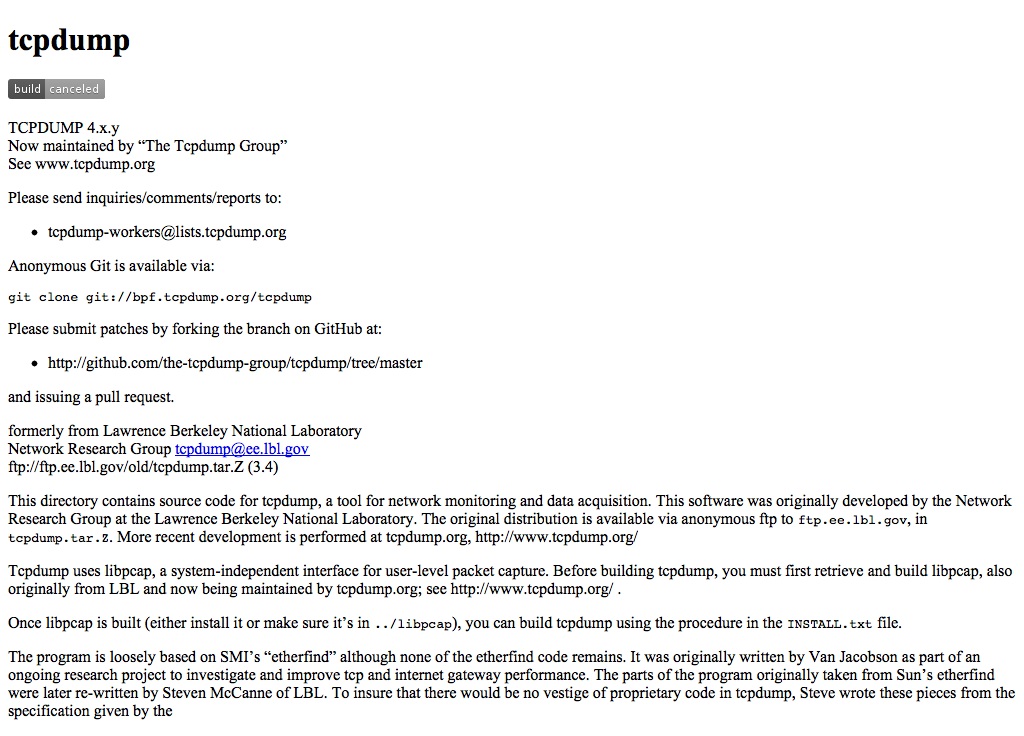 tcpdump
build canceled
TCPDUMP 4.x.y
Now maintained by “The Tcpdump Group”
See www.tcpdump.org
Please send inquiries/comments/reports to:
• tcpdump-workers@lists.tcpdump.org
Anonymous Git is available via:
git clone git://bpf.tcpdump.org/tcpdump
Please submit patches by forking the branch on GitHub at:
• http://github.com/the-tcpdump-group/tcpdump/tree/master
and issuing a pull request.
formerly from Lawrence Berkeley National Laboratory
Network Research Group tcpdump@ee.lbl.gov
ftp://ftp.ee.lbl.gov/old/tcpdump.tar.Z (3.4)
This directory contains source code for tcpdump, a tool for network monitoring and data acquisition. This software was originally developed by the Network
Research Group at the Lawrence Berkeley National Laboratory. The original distribution is available via anonymous ftp to ftp.ee.lbl.gov, in
tcpdump.tar.Z. More recent development is performed at tcpdump.org, http://www.tcpdump.org/
Tcpdump uses libpcap, a system-independent interface for user-level packet capture. Before building tcpdump, you must first retrieve and build libpcap, also
originally from LBL and now being maintained by tcpdump.org; see http://www.tcpdump.org/ .
Once libpcap is built (either install it or make sure it’s in ../libpcap), you can build tcpdump using the procedure in the INSTALL.txt file.
The program is loosely based on SMI’s “etherfind” although none of the etherfind code remains. It was originally written by Van Jacobson as part of an
ongoing research project to investigate and improve tcp and internet gateway performance. The parts of the program originally taken from Sun’s etherfind
were later re-written by Steven McCanne of LBL. To insure that there would be no vestige of proprietary code in tcpdump, Steve wrote these pieces from the
specification given by the